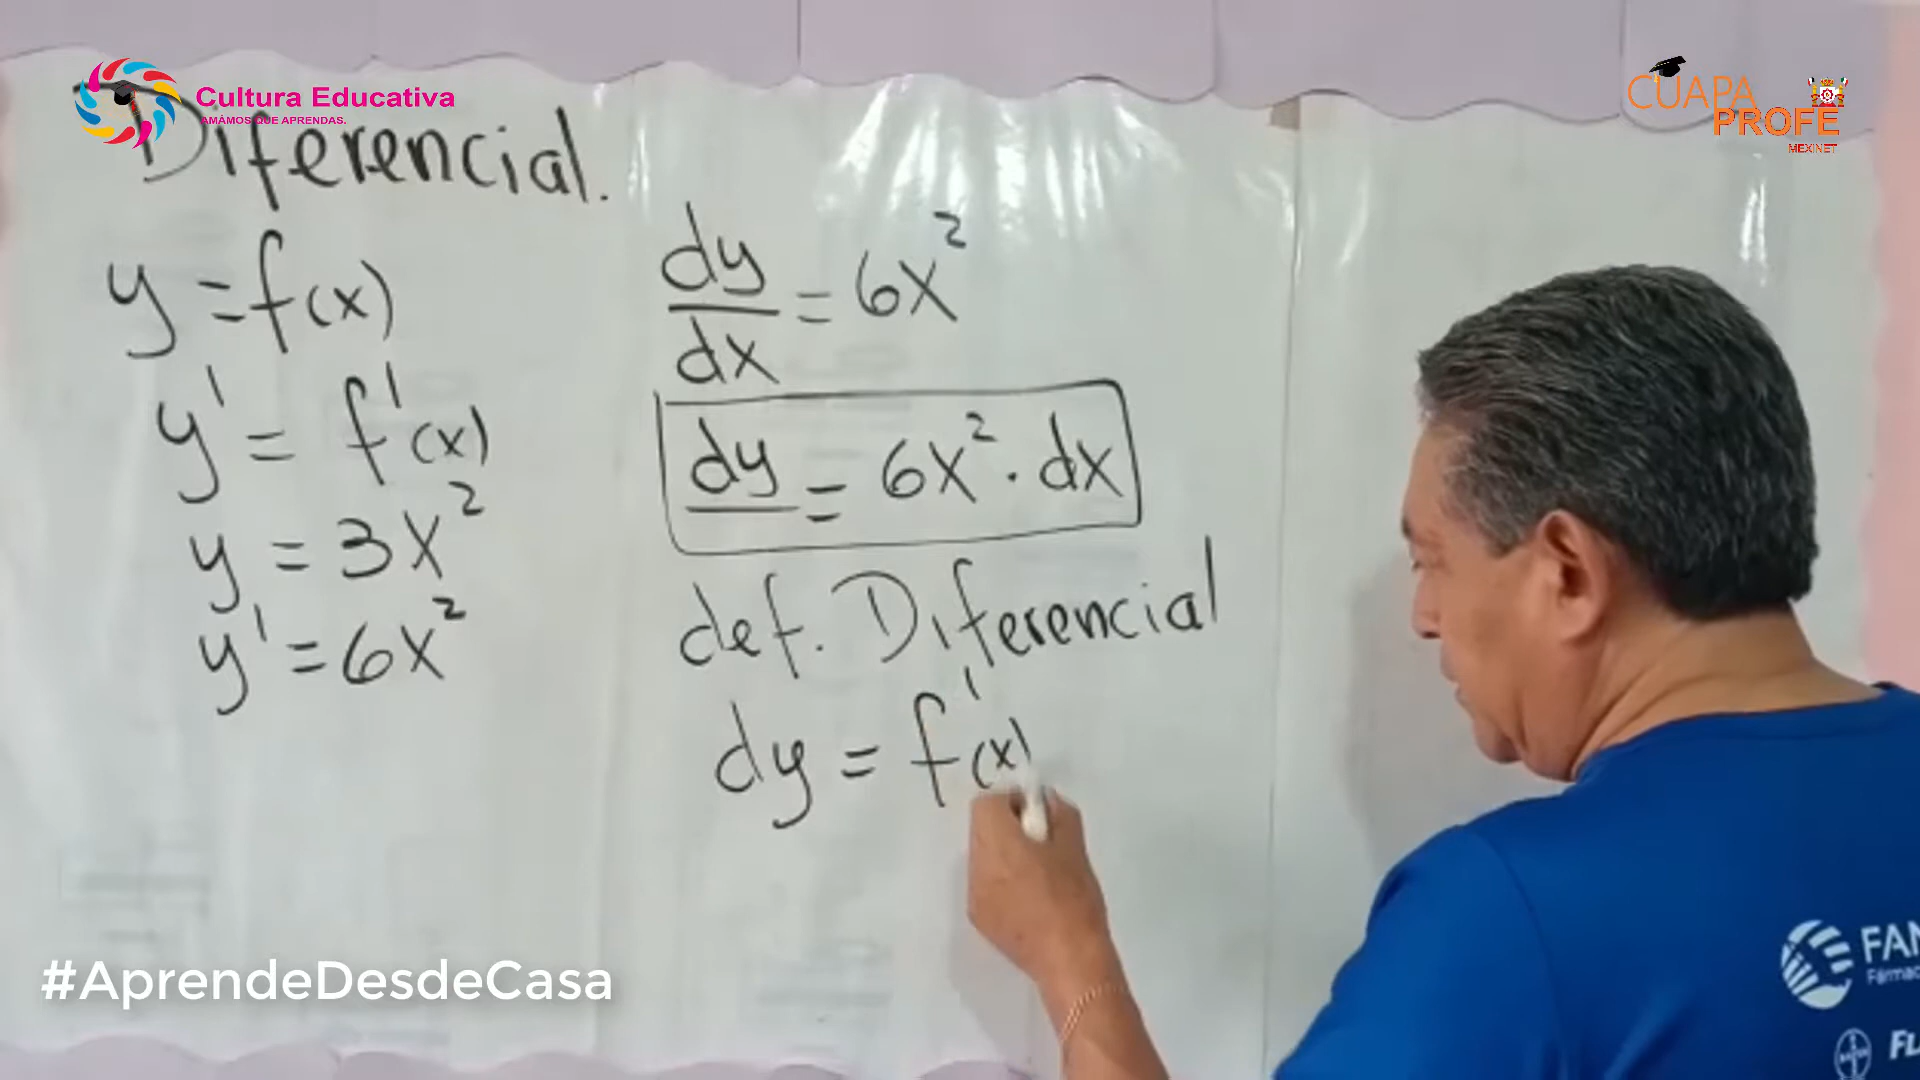 Cultura Educativa
AMAMOS QUE APRENDAS.
CUAPA
PROFE
MEXINET
Diferencial.
y = f(x)
y' = f'(x)
y = 3x²
y' = 6x²
dy/dx = 6x²
dy = 6x² · dx
def. Diferencial
dy = f'(x)
#AprendeDesdeCasa